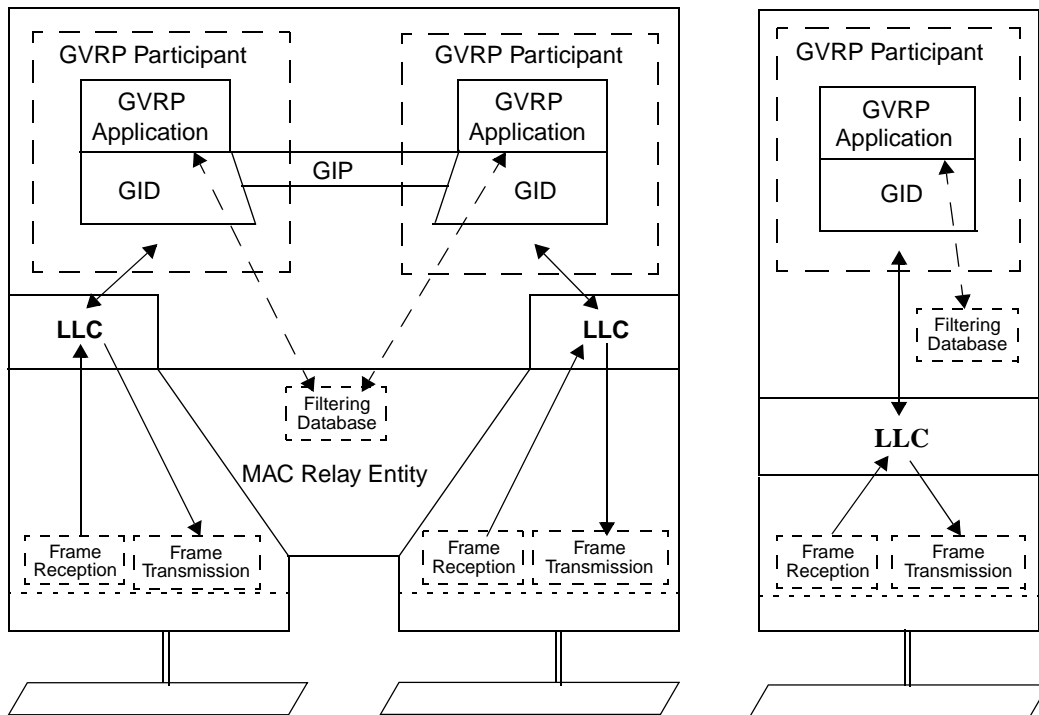 GVRP Participant
GVRP
Application
GID
GIP
GVRP Participant
GVRP
Application
GID
LLC
LLC
Filtering
Database
MAC Relay Entity
Frame
Reception
Frame
Transmission
Frame
Reception
Frame
Transmission
GVRP Participant
GVRP
Application
GID
Filtering
Database
LLC
Frame
Reception
Frame
Transmission